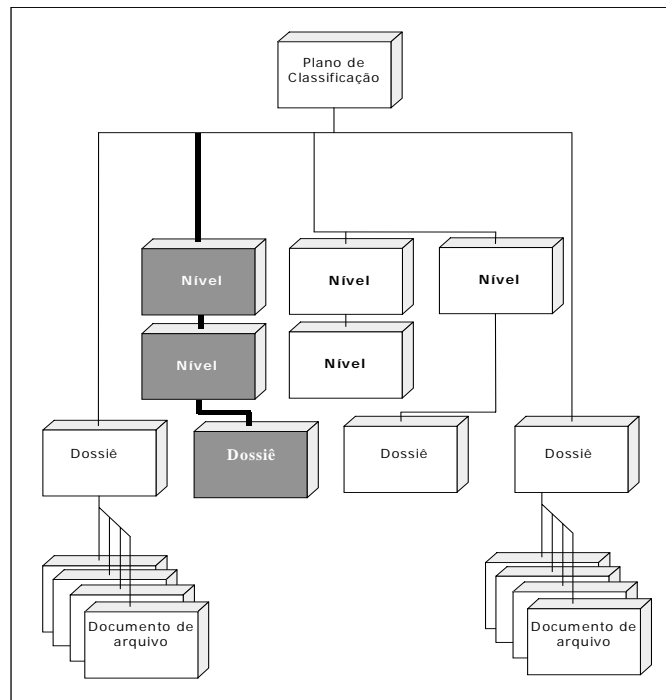 Plano de
Classificação
Nível
Nível
Nível
Nível
Nível
Dossiê
Dossiê
Dossiê
Dossiê
Documento de
arquivo
Documento de
arquivo